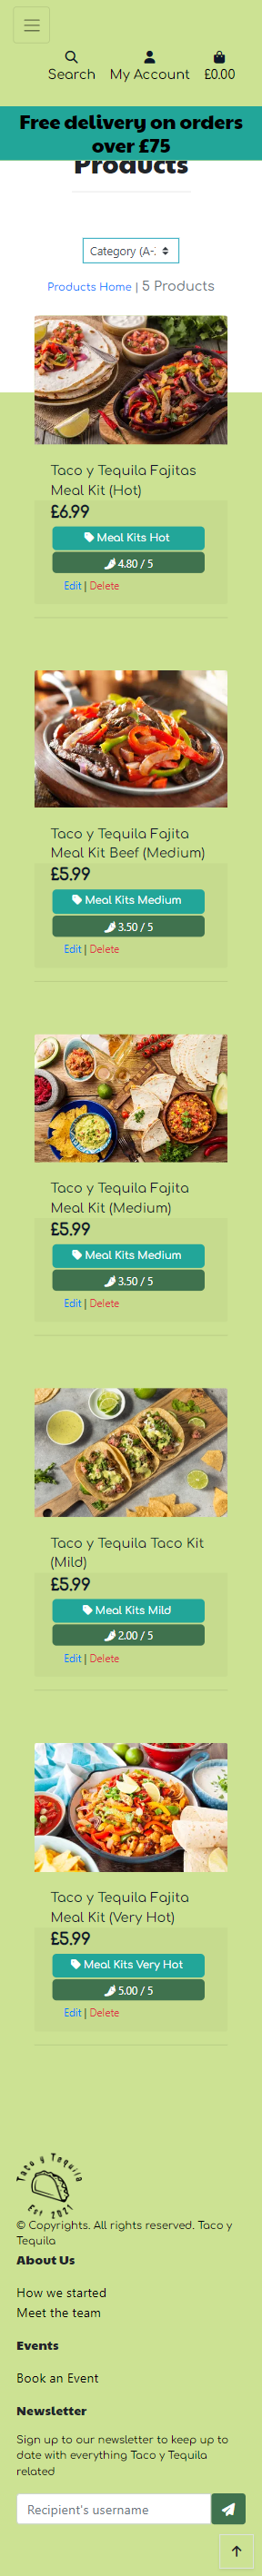 Search My Account £0.00
Free delivery on orders
over £75
Products
Category (A-Z
Products Home | 5 Products
Taco y Tequila Fajitas
Meal Kit (Hot)
£6.99
Meal Kits Hot
4.80 / 5
Edit | Delete
Taco y Tequila Fajita
Meal Kit Beef (Medium)
£5.99
Meal Kits Medium
3.50 / 5
Edit | Delete
Taco y Tequila Fajita
Meal Kit (Medium)
£5.99
Meal Kits Medium
3.50 / 5
Edit | Delete
Taco y Tequila Taco Kit
(Mild)
£5.99
Meal Kits Mild
2.00 / 5
Edit | Delete
Taco y Tequila Fajita
Meal Kit (Very Hot)
£5.99
Meal Kits Very Hot
5.00 / 5
Edit | Delete
Taco y Tequila
Est 2021
© Copyrights. All rights reserved. Taco y
Tequila
About Us
How we started
Meet the team
Events
Book an Event
Newsletter
Sign up to our newsletter to keep up to
date with everything Taco y Tequila
related
Recipient's username